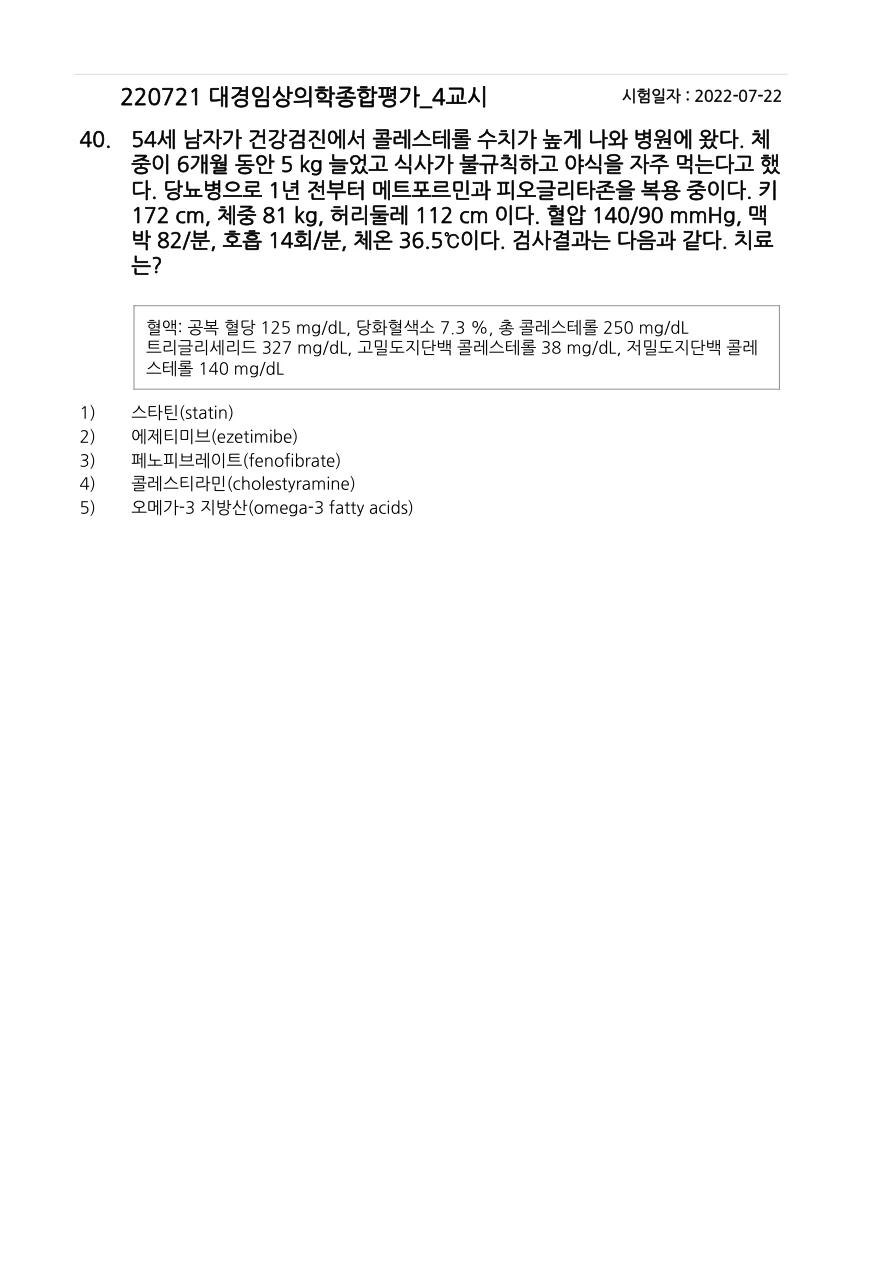 220721 대경임상의학종합평가_4교시
시험일자 : 2022-07-22
40. 54세 남자가 건강검진에서 콜레스테롤 수치가 높게 나와 병원에 왔다. 체
중이 6개월 동안 5 kg 늘었고 식사가 불규칙하고 야식을 자주 먹는다고 했
다. 당뇨병으로 1년 전부터 메트포르민과 피오글리타존을 복용 중이다. 키
172 cm, 체중 81 kg, 허리둘레 112 cm 이다. 혈압 140/90 mmHg, 맥
박 82/분, 호흡 14회/분, 체온 36.5℃이다. 검사결과는 다음과 같다. 치료
는?
혈액: 공복 혈당 125 mg/dL, 당화혈색소 7.3 %, 총 콜레스테롤 250 mg/dL
트리글리세리드 327 mg/dL, 고밀도지단백 콜레스테롤 38 mg/dL, 저밀도지단백 콜레
스테롤 140 mg/dL
1) 스타틴(statin)
2) 에제티미브(ezetimibe)
3) 페노피브레이트(fenofibrate)
4) 콜레스티라민(cholestyramine)
5) 오메가-3 지방산(omega-3 fatty acids)